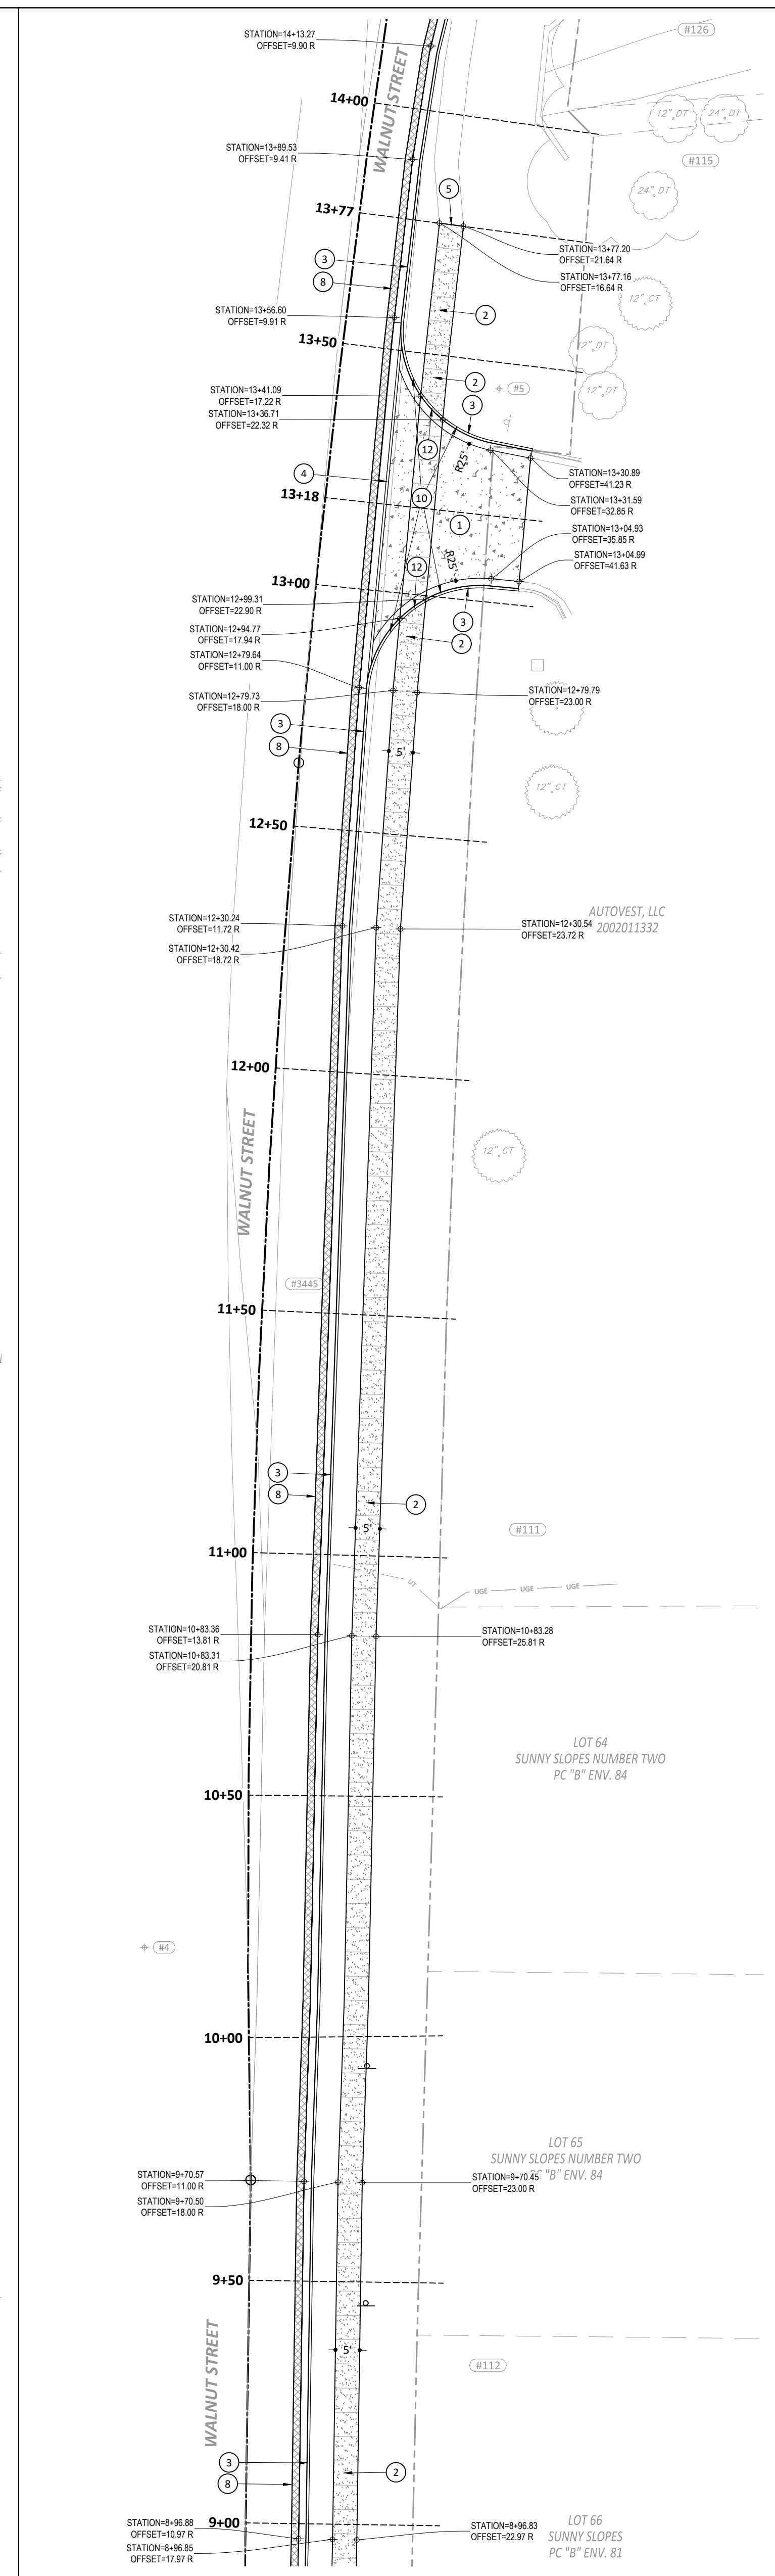 STATION=14+13.27
OFFSET=9.90 R
#126
WALNUT STREET
14+00
12" DT
24" DT
STATION=13+89.53
OFFSET=9.41 R
#115
24" DT
5
13+77
STATION=13+77.20
OFFSET=21.64 R
3
STATION=13+77.16
OFFSET=16.64 R
8
12" CT
STATION=13+56.60
OFFSET=9.91 R
2
13+50
12" DT
2
#5
12" DT
STATION=13+41.09
OFFSET=17.22 R
3
STATION=13+36.71
OFFSET=22.32 R
12
R25'
4
STATION=13+30.89
OFFSET=41.23 R
13+18
10
STATION=13+31.59
OFFSET=32.85 R
1
STATION=13+04.93
OFFSET=35.85 R
R25'
12
STATION=13+04.99
OFFSET=41.63 R
13+00
STATION=12+99.31
OFFSET=22.90 R
3
STATION=12+94.77
OFFSET=17.94 R
2
STATION=12+79.64
OFFSET=11.00 R
STATION=12+79.73
OFFSET=18.00 R
STATION=12+79.79
OFFSET=23.00 R
3
8
5'
12" CT
12+50
STATION=12+30.24
OFFSET=11.72 R
AUTOVEST, LLC
2002011332
STATION=12+30.54
OFFSET=23.72 R
STATION=12+30.42
OFFSET=18.72 R
12+00
WALNUT STREET
12" CT
#3445
11+50
3
8
2
5'
#111
11+00
UT
UT
UGE UGE UGE
STATION=10+83.36
OFFSET=13.81 R
STATION=10+83.28
OFFSET=25.81 R
STATION=10+83.31
OFFSET=20.81 R
LOT 64
SUNNY SLOPES NUMBER TWO
PC "B" ENV. 84
10+50
#4
10+00
LOT 65
SUNNY SLOPES NUMBER TWO
"B" ENV. 84
STATION=9+70.57
OFFSET=11.00 R
STATION=9+70.45
OFFSET=23.00 R
STATION=9+70.50
OFFSET=18.00 R
9+50
WALNUT STREET
5'
#112
3
8
2
STATION=8+96.88
OFFSET=10.97 R
9+00
STATION=8+96.83
OFFSET=22.97 R
STATION=8+96.85
OFFSET=17.97 R
LOT 66
SUNNY SLOPES
PC "B" ENV. 81